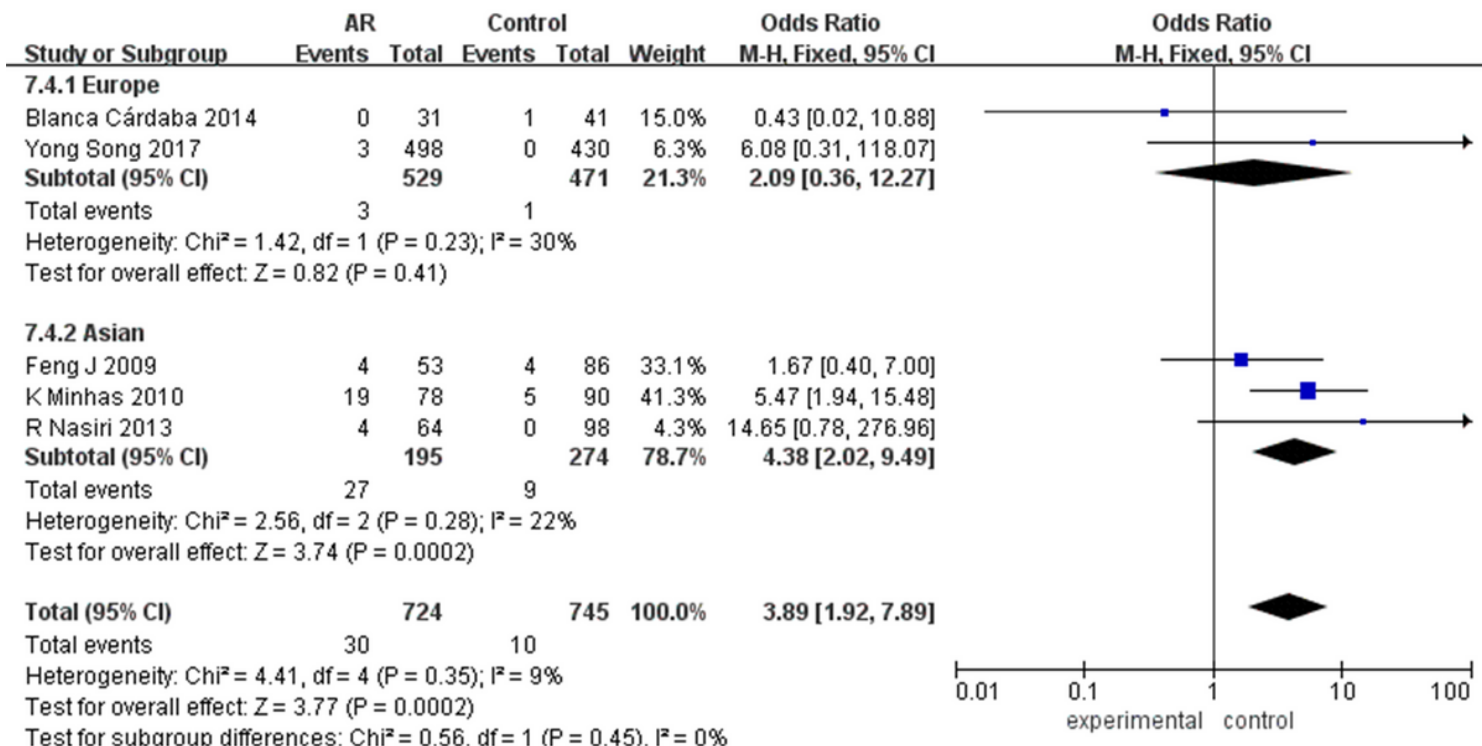 AR Control Odds Ratio Odds Ratio
Study or Subgroup Events Total Events Total Weight M-H, Fixed, 95% CI M-H, Fixed, 95% CI
7.4.1 Europe
Blanca Cárdaba 2014 0 31 1 41 15.0% 0.43 [0.02, 10.88]
Yong Song 2017 3 498 0 430 6.3% 6.08 [0.31, 118.07]
Subtotal (95% CI) 529 471 21.3% 2.09 [0.36, 12.27]
Total events 3 1
Heterogeneity: Chi² = 1.42, df = 1 (P = 0.23); I² = 30%
Test for overall effect: Z = 0.82 (P = 0.41)
7.4.2 Asian
Feng J 2009 4 53 4 86 33.1% 1.67 [0.40, 7.00]
K Minhas 2010 19 78 5 90 41.3% 5.47 [1.94, 15.48]
R Nasiri 2013 4 64 0 98 4.3% 14.65 [0.78, 276.96]
Subtotal (95% CI) 195 274 78.7% 4.38 [2.02, 9.49]
Total events 27 9
Heterogeneity: Chi² = 2.56, df = 2 (P = 0.28); I² = 22%
Test for overall effect: Z = 3.74 (P = 0.0002)
Total (95% CI) 724 745 100.0% 3.89 [1.92, 7.89]
Total events 30 10
Heterogeneity: Chi² = 4.41, df = 4 (P = 0.35); I² = 9%
Test for overall effect: Z = 3.77 (P = 0.0002)
Test for subgroup differences: Chi² = 0.56, df = 1 (P = 0.45), I² = 0%
0.01 0.1 1 10 100
experimental control